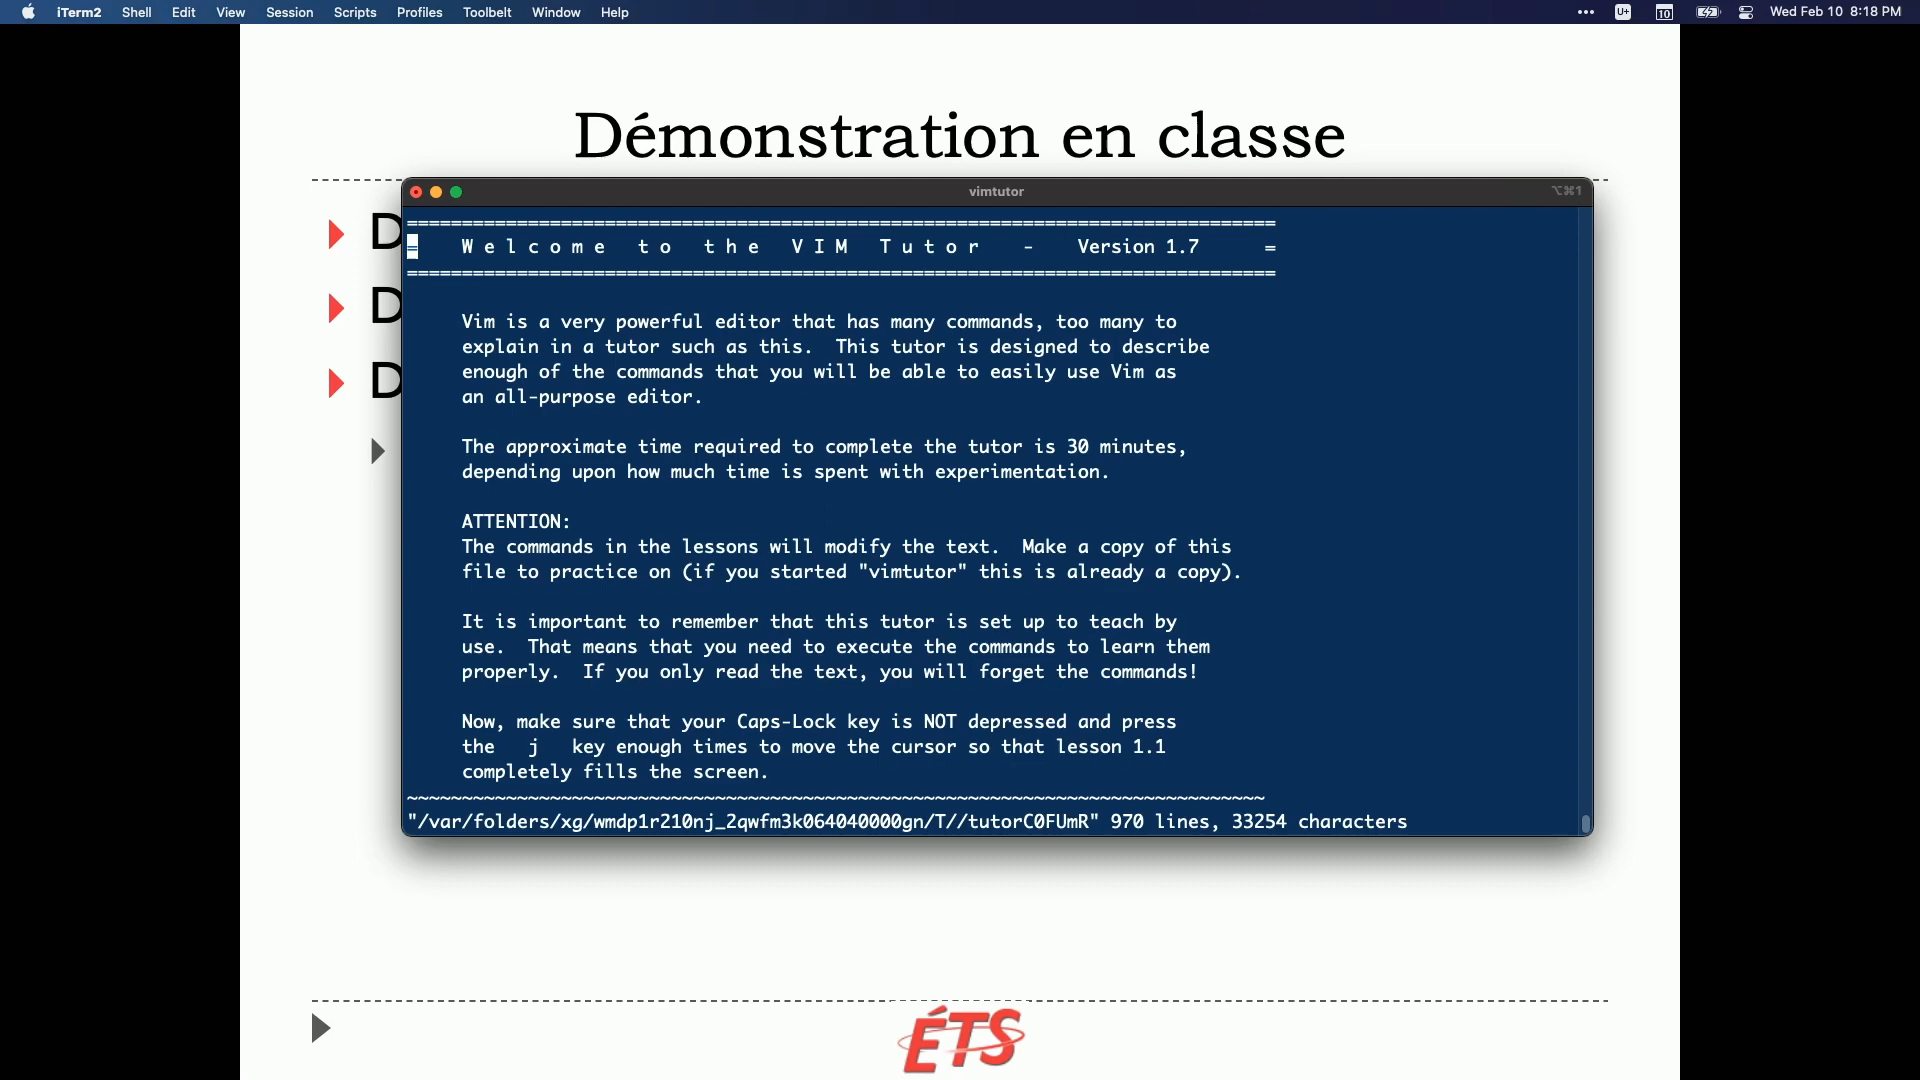 iTerm2 Shell Edit View Session Scripts Profiles Toolbelt Window Help ••• U+ 10 Wed Feb 10 8:18 PM
Démonstration en classe
vimtutor ⌥⌘1
D
D
D
===============================================================================
=    W e l c o m e   t o   t h e   V I M   T u t o r    -    Version 1.7      =
===============================================================================
Vim is a very powerful editor that has many commands, too many to
explain in a tutor such as this.  This tutor is designed to describe
enough of the commands that you will be able to easily use Vim as
an all-purpose editor.
The approximate time required to complete the tutor is 30 minutes,
depending upon how much time is spent with experimentation.
ATTENTION:
The commands in the lessons will modify the text.  Make a copy of this
file to practice on (if you started "vimtutor" this is already a copy).
It is important to remember that this tutor is set up to teach by
use.  That means that you need to execute the commands to learn them
properly.  If you only read the text, you will forget the commands!
Now, make sure that your Caps-Lock key is NOT depressed and press
the   j   key enough times to move the cursor so that lesson 1.1
completely fills the screen.
~~~~~~~~~~~~~~~~~~~~~~~~~~~~~~~~~~~~~~~~~~~~~~~~~~~~~~~~~~~~~~~~~~~~~~~~~~~~~~
"/var/folders/xg/wmdp1r210nj_2qwfm3k064040000gn/T//tutorC0FUmR" 970 lines, 33254 characters
ÉTS